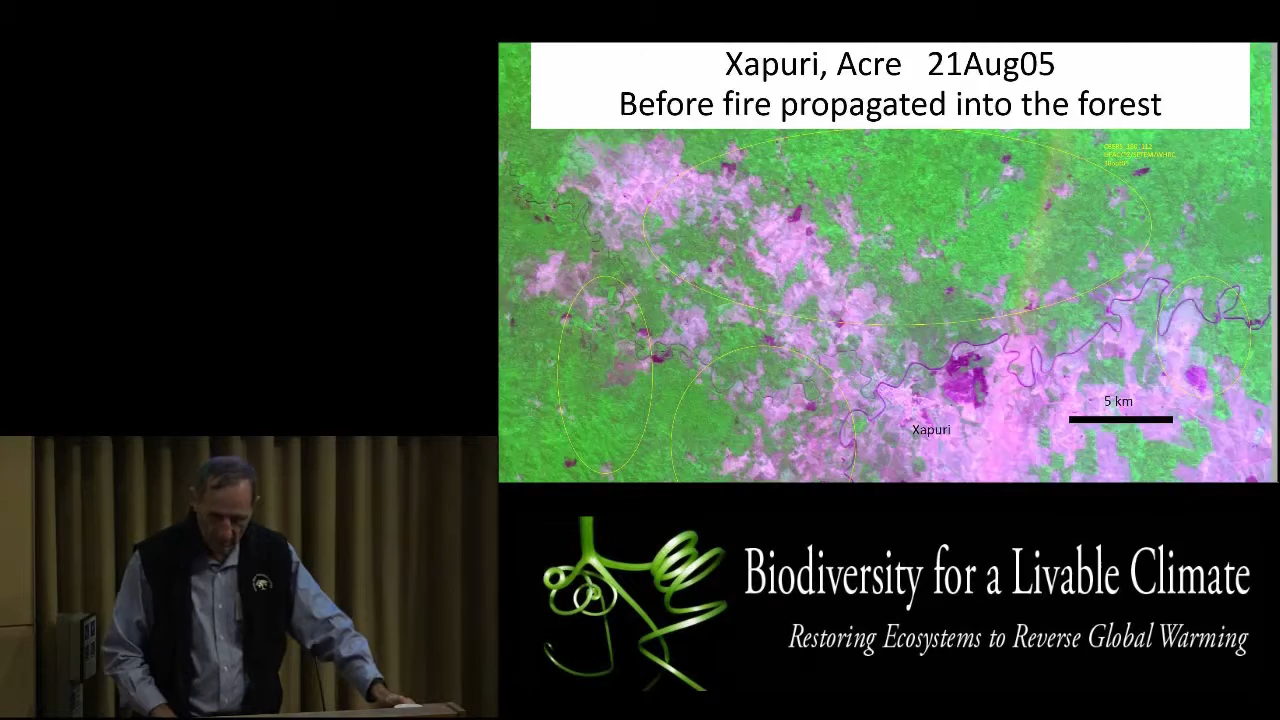 Xapuri, Acre 21Aug05
Before fire propagated into the forest
5 km
Xapuri
Biodiversity for a Livable Climate
Restoring Ecosystems to Reverse Global Warming